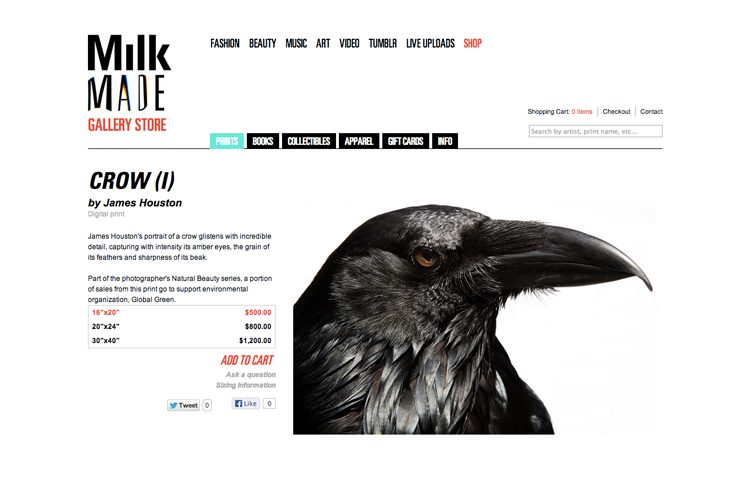 Milk
MADE
GALLERY STORE
FASHION BEAUTY MUSIC ART VIDEO TUMBLR LIVE UPLOADS SHOP
Shopping Cart: 0 Items Checkout Contact
Search by artist, print name, etc...
PRINTS BOOKS COLLECTIBLES APPAREL GIFT CARDS INFO
CROW (I)
by James Houston
Digital print
James Houston's portrait of a crow glistens with incredible
detail, capturing with intensity its amber eyes, the grain of
its feathers and sharpness of its beak.
Part of the photographer's Natural Beauty series, a portion
of sales from this print go to support environmental
organization, Global Green.
16"x20" $500.00
20"x24" $800.00
30"x40" $1,200.00
ADD TO CART
Ask a question
Sizing Information
Tweet 0 Like 0